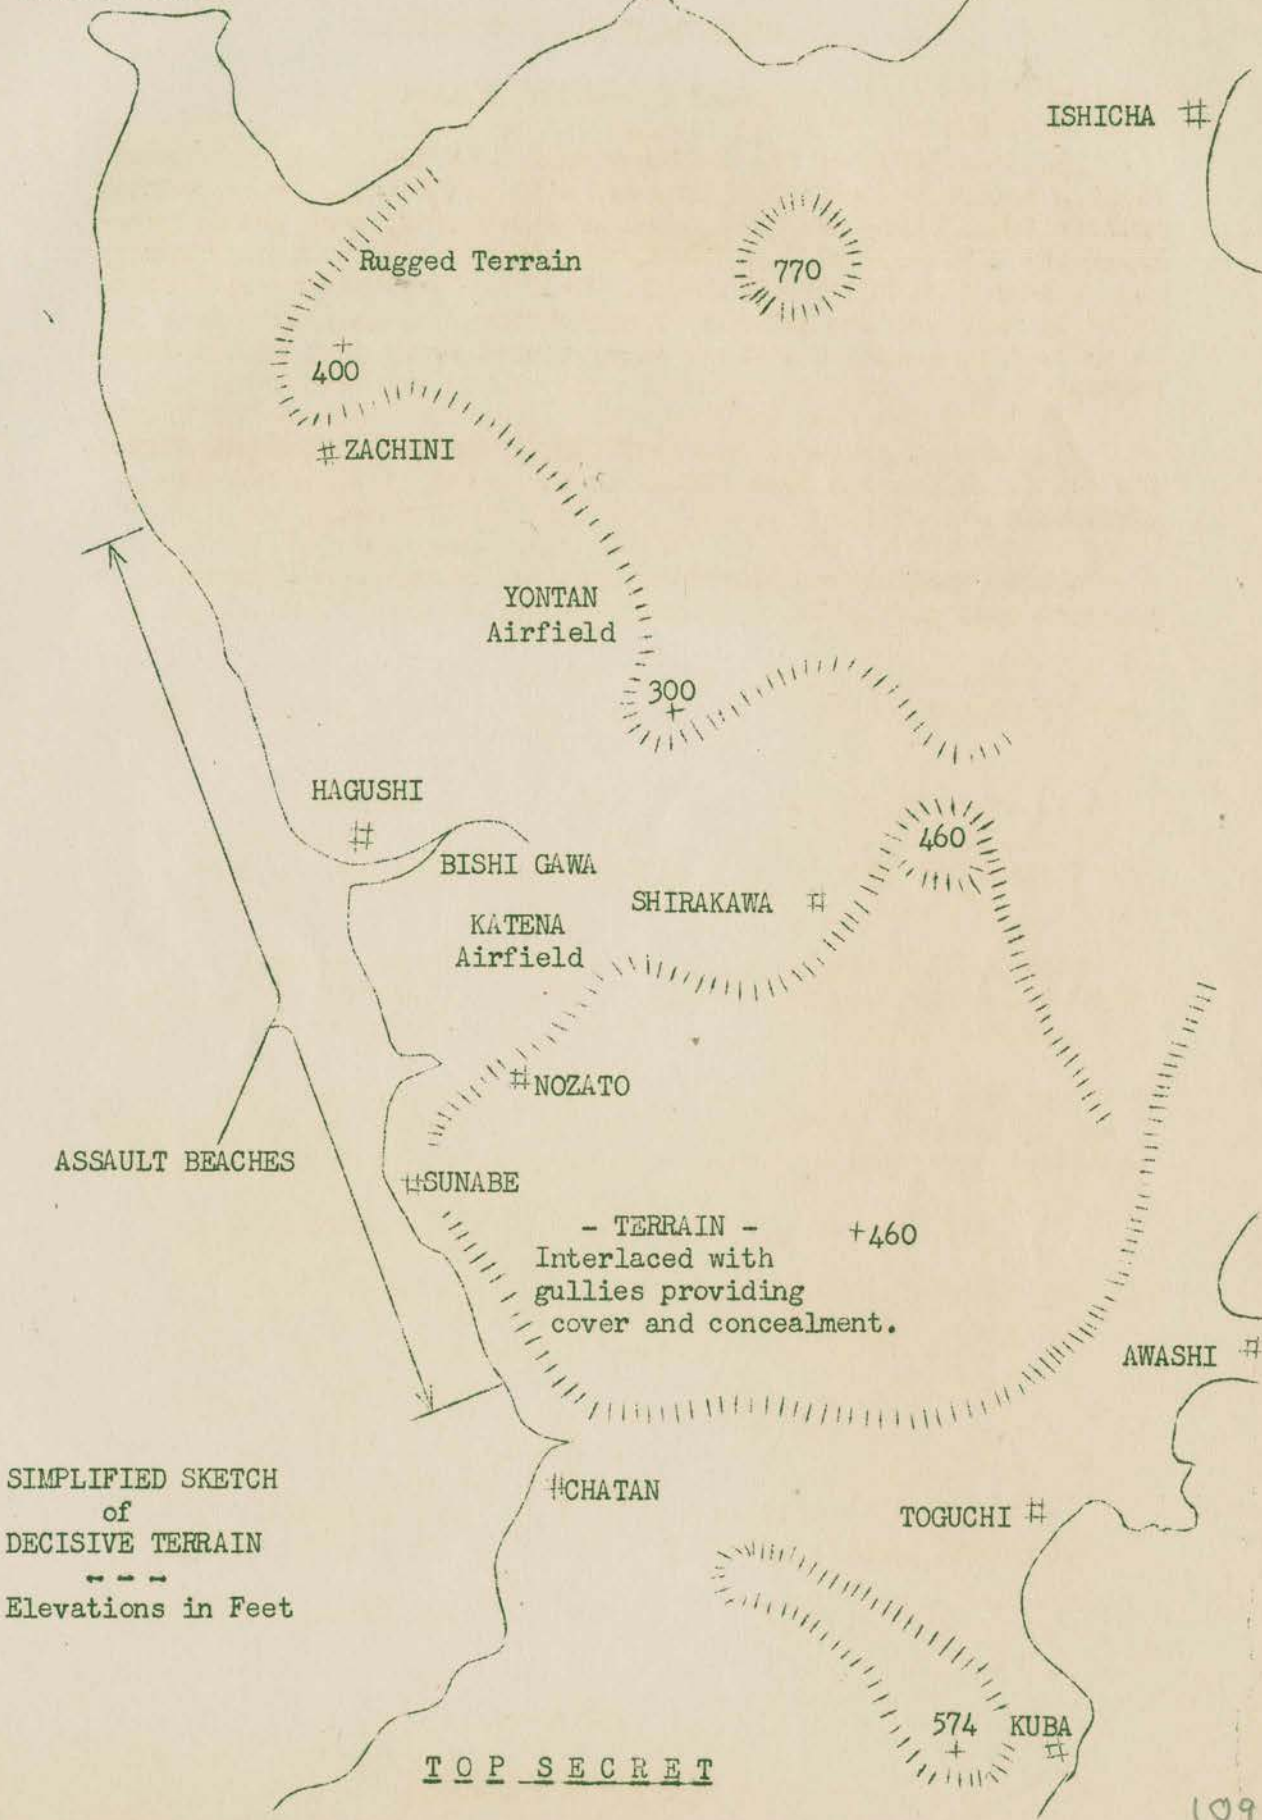 ISHICHA
Rugged Terrain
770
400
ZACHINI
YONTAN
Airfield
300
HAGUSHI
460
BISHI GAWA
SHIRAKAWA
KATENA
Airfield
NOZATO
ASSAULT BEACHES
SUNABE
- TERRAIN -
+460
Interlaced with
gullies providing
cover and concealment.
AWASHI
SIMPLIFIED SKETCH
of
DECISIVE TERRAIN
- - -
Elevations in Feet
CHATAN
TOGUCHI
574
KUBA
TOP SECRET
109